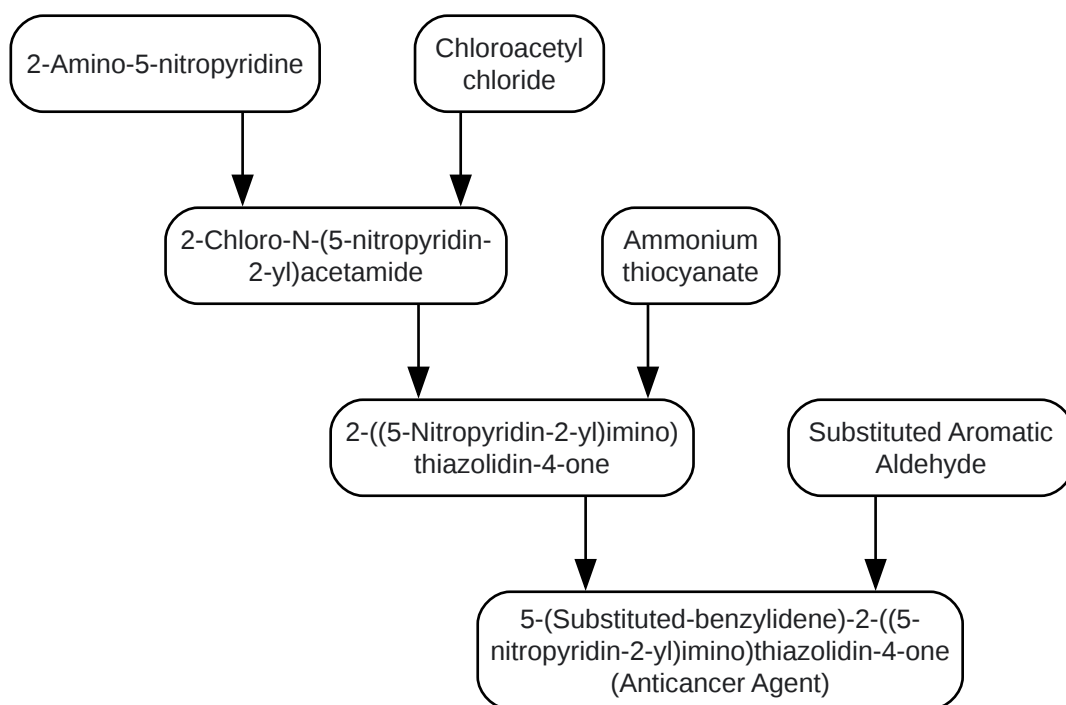 2-Amino-5-nitropyridine
Chloroacetyl
chloride
2-Chloro-N-(5-nitropyridin-
2-yl)acetamide
Ammonium
thiocyanate
2-((5-Nitropyridin-2-yl)imino)
thiazolidin-4-one
Substituted Aromatic
Aldehyde
5-(Substituted-benzylidene)-2-((5-
nitropyridin-2-yl)imino)thiazolidin-4-one
(Anticancer Agent)